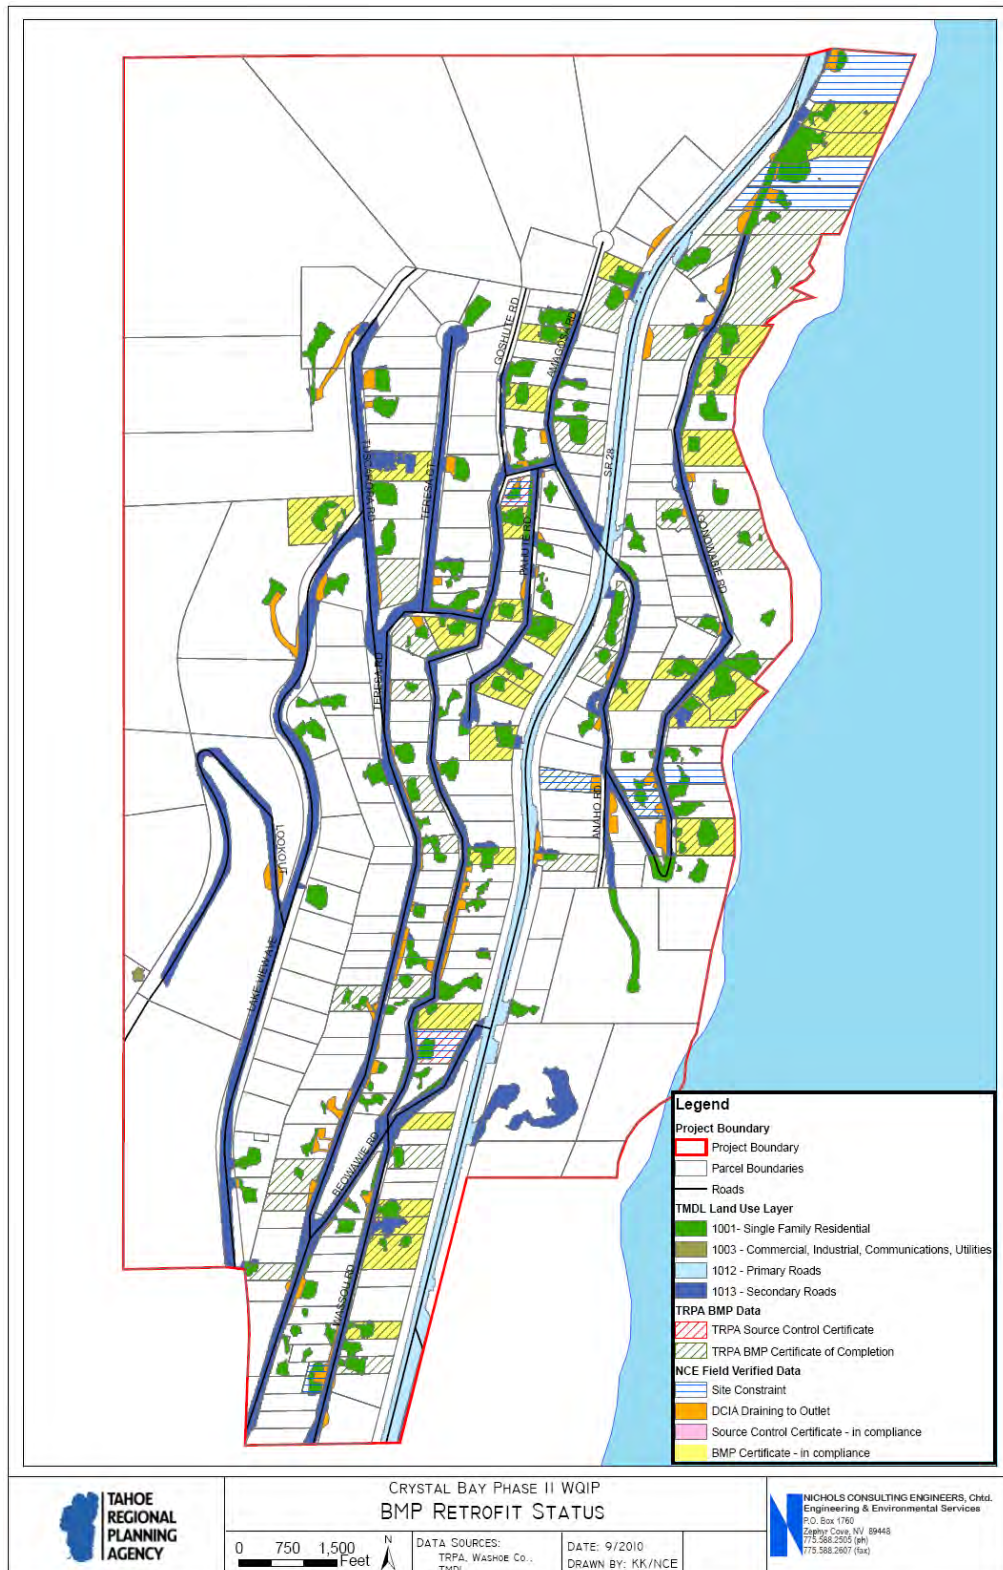 GOSHUTE RD
AMAGOSA RD
SR 28
TUSCARORA RD
TERESA CT
PAHUTE RD
GONOWABIE RD
TERESA RD
ANAHO RD
LOOKOUT
LAKE VIEW AVE
BEOWAWIE RD
WASSOU RD
Legend
Project Boundary
Project Boundary
Parcel Boundaries
Roads
TMDL Land Use Layer
1001- Single Family Residential
1003 - Commercial, Industrial, Communications, Utilities
1012 - Primary Roads
1013 - Secondary Roads
TRPA BMP Data
TRPA Source Control Certificate
TRPA BMP Certificate of Completion
NCE Field Verified Data
Site Constraint
DCIA Draining to Outlet
Source Control Certificate - in compliance
BMP Certificate - in compliance
TAHOE
REGIONAL
PLANNING
AGENCY
CRYSTAL BAY PHASE II WQIP
BMP RETROFIT STATUS
0 750 1,500
Feet
N
DATA SOURCES:
TRPA, WASHOE CO.,
TMDL
DATE: 9/2010
DRAWN BY: KK/NCE
N
NICHOLS CONSULTING ENGINEERS, Chtd.
Engineering & Environmental Services
P.O. Box 1760
Zephyr Cove, NV 89448
775.588.2505 (ph)
775.588.2607 (fax)